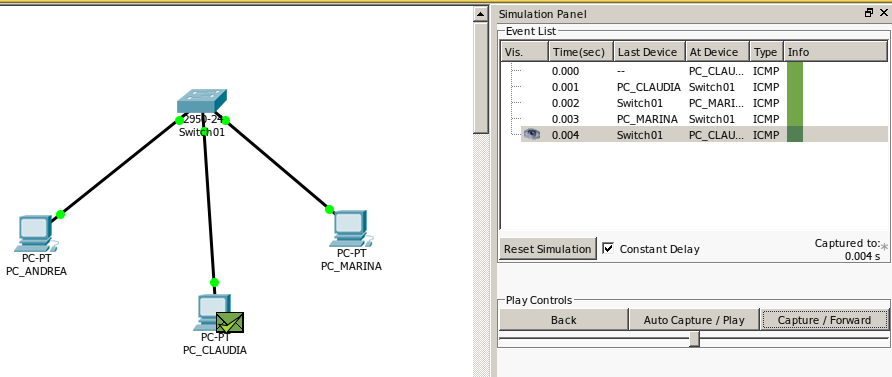 2950-24
Switch01
PC-PT
PC_ANDREA
PC-PT
PC_MARINA
PC-PT
PC_CLAUDIA
Simulation Panel
Event List
Vis. Time(sec) Last Device At Device Type Info
0.000 -- PC_CLAU... ICMP
0.001 PC_CLAUDIA Switch01 ICMP
0.002 Switch01 PC_MARI... ICMP
0.003 PC_MARINA Switch01 ICMP
0.004 Switch01 PC_CLAU... ICMP
Reset Simulation Constant Delay Captured to:*
0.004 s
Play Controls
Back Auto Capture / Play Capture / Forward